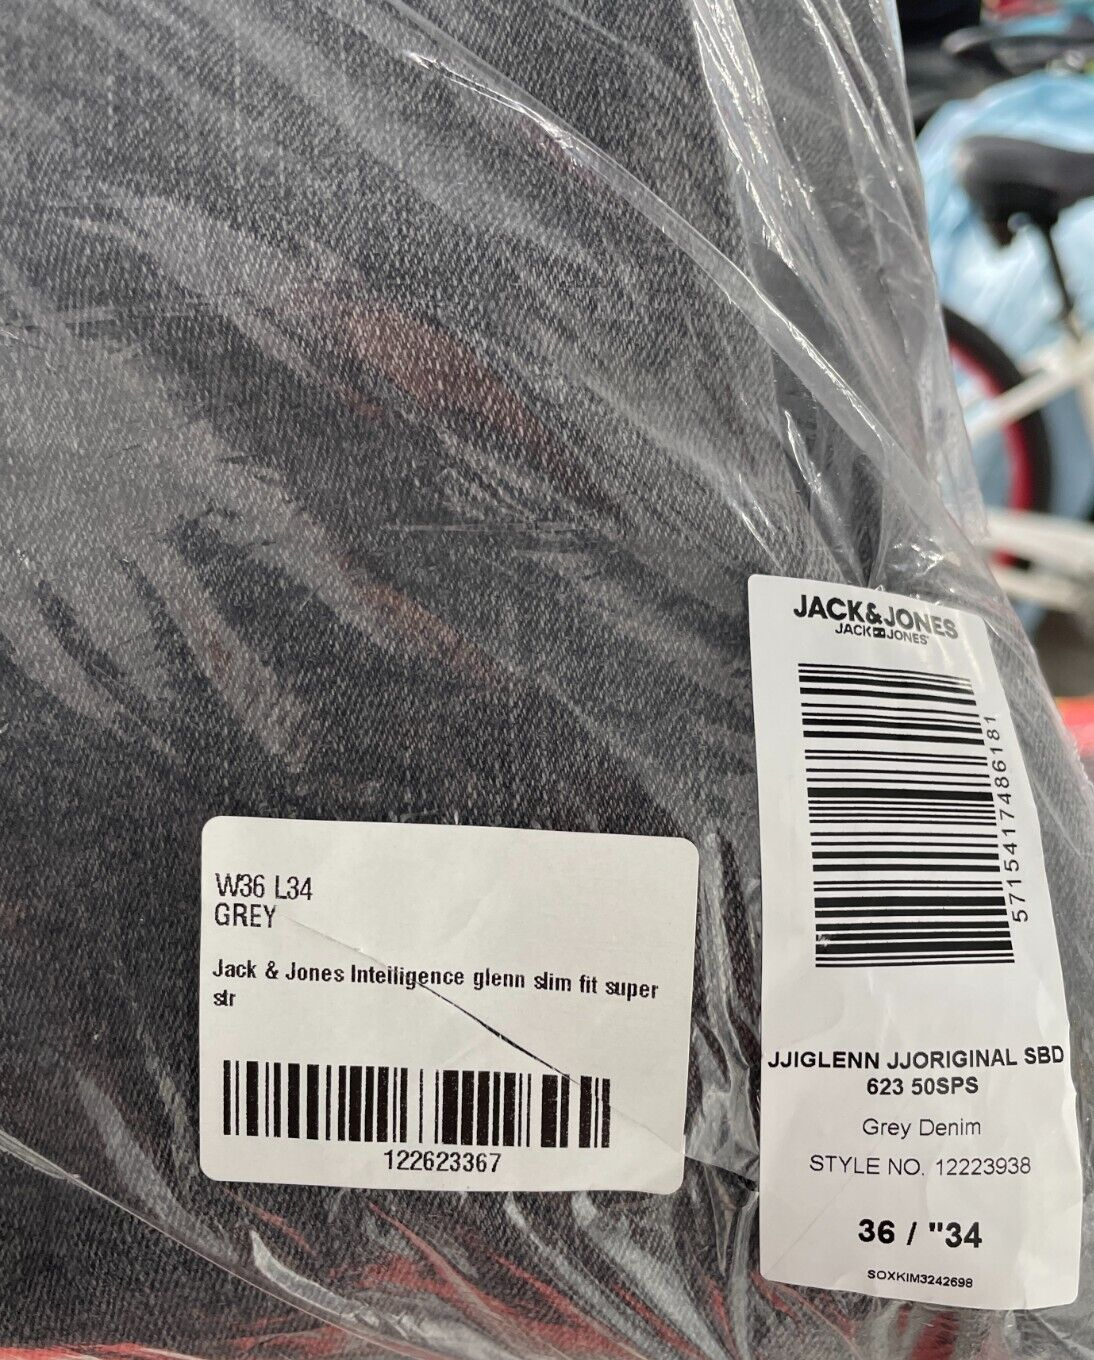 W36 L34
GREY
Jack & Jones Intelligence glenn slim fit super
str
122623367
JACK&JONES
JACK JONES
5715417486181
JJIGLENN JJORIGINAL SBD
623 50SPS
Grey Denim
STYLE NO. 12223938
36 / "34
SOXKIM3242698